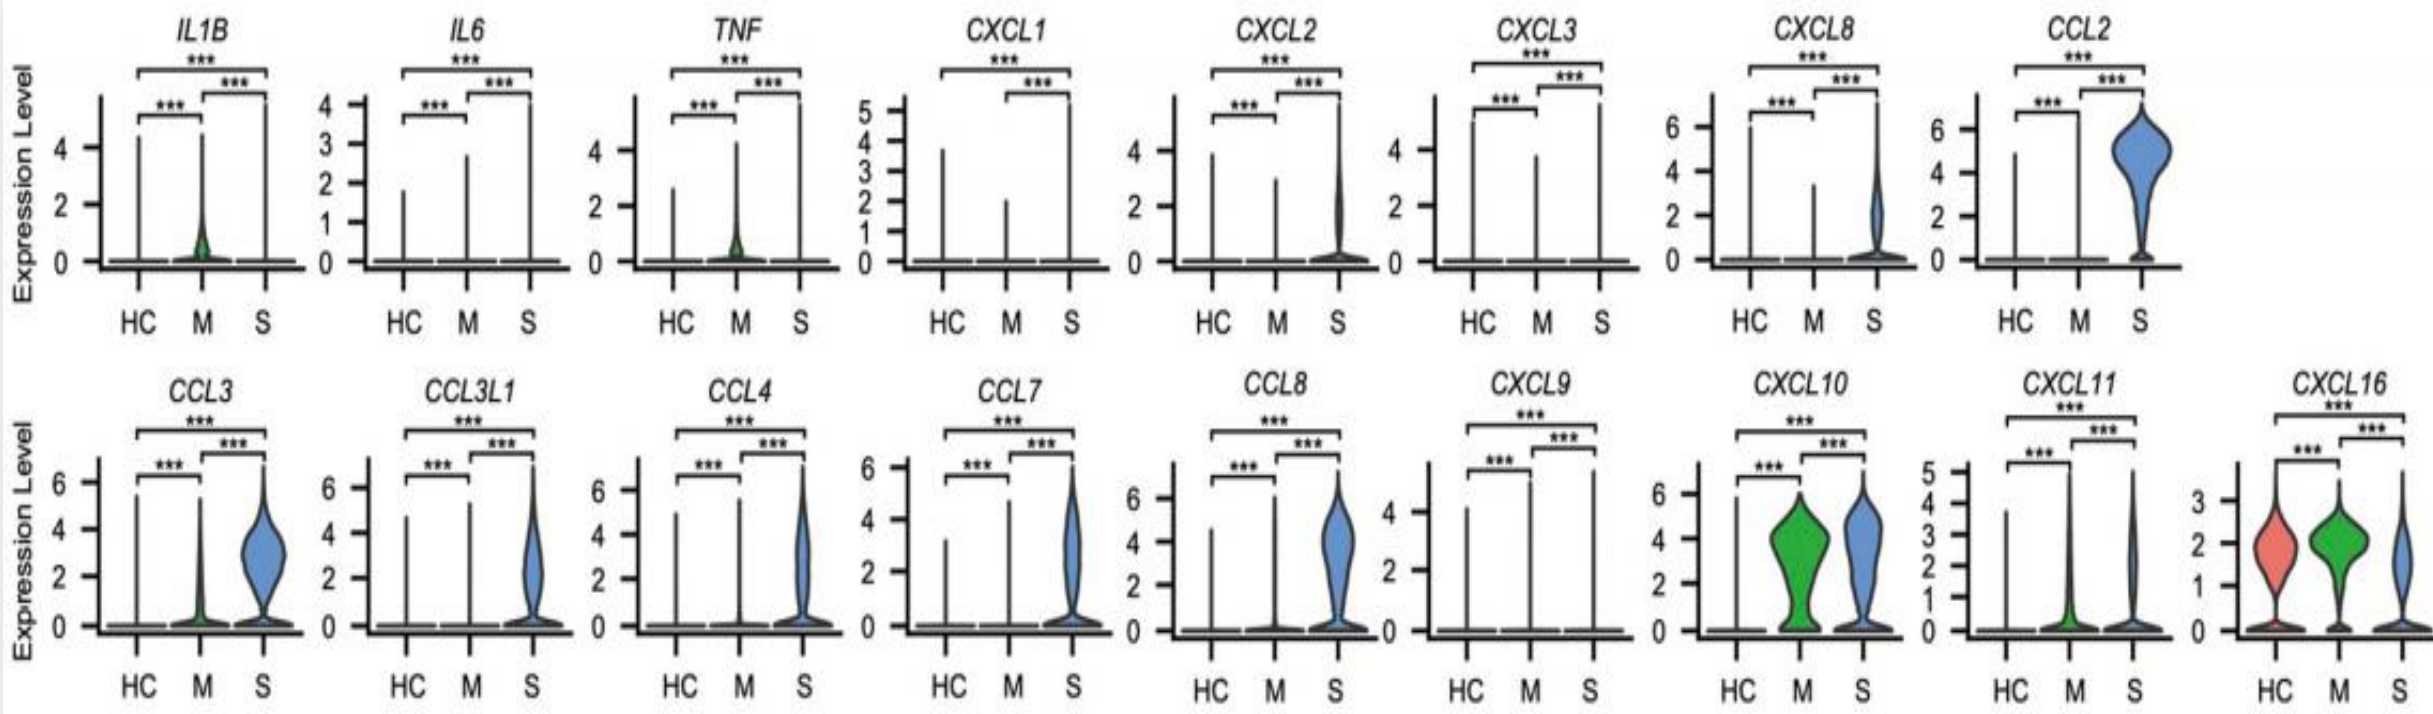 IL1B IL6 TNF CXCL1 CXCL2 CXCL3 CXCL8 CCL2
*** *** *** *** *** *** *** ***
*** *** *** *** *** *** *** ***
*** *** *** *** *** *** ***
Expression Level
4 2 0
4 3 2 1 0
4 2 0
5 4 3 2 1 0
4 2 0
4 2 0
6 4 2 0
6 4 2 0
HC M S HC M S HC M S HC M S HC M S HC M S HC M S HC M S
CCL3 CCL3L1 CCL4 CCL7 CCL8 CXCL9 CXCL10 CXCL11 CXCL16
*** *** *** *** *** *** *** *** ***
*** *** *** *** *** *** *** *** ***
*** *** *** *** *** *** *** *** ***
Expression Level
6 4 2 0
6 4 2 0
6 4 2 0
6 4 2 0
6 4 2 0
4 2 0
6 4 2 0
5 4 3 2 1 0
3 2 1 0
HC M S HC M S HC M S HC M S HC M S HC M S HC M S HC M S HC M S